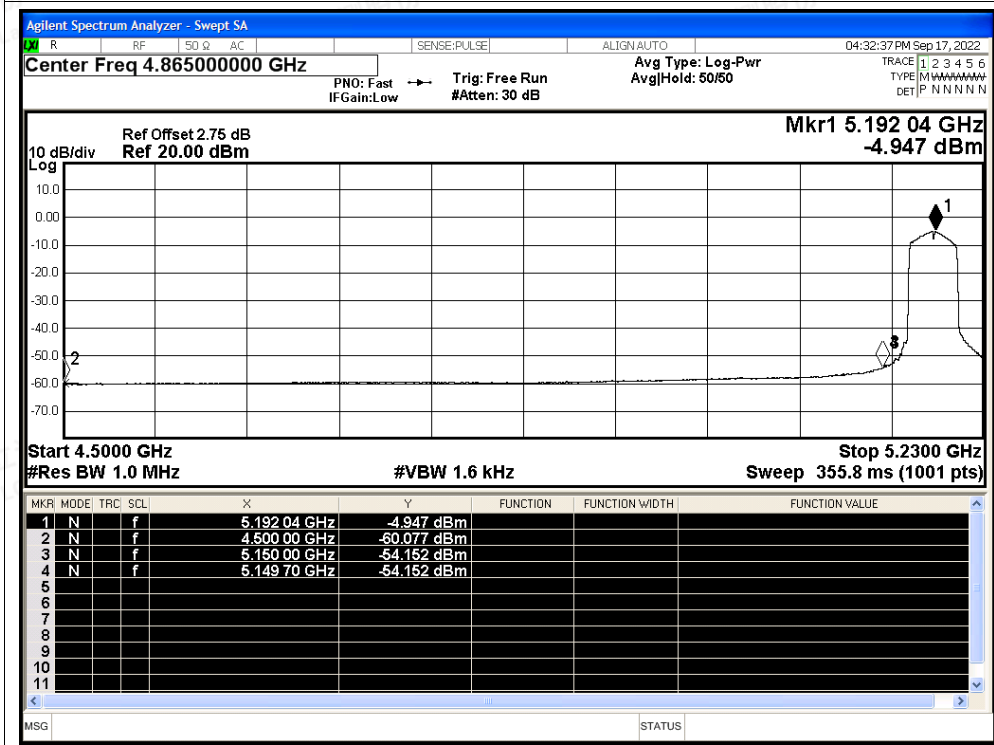 Agilent Spectrum Analyzer - Swept SA
LXI R RF 50 Ω AC SENSE:PULSE ALIGN AUTO 04:32:37 PM Sep 17, 2022
Center Freq 4.865000000 GHz
PNO: Fast
IFGain:Low
Trig: Free Run
#Atten: 30 dB
Avg Type: Log-Pwr
Avg|Hold: 50/50
TRACE 1 2 3 4 5 6
TYPE M W W W W W
DET P N N N N N
Mkr1 5.192 04 GHz
-4.947 dBm
Ref Offset 2.75 dB
10 dB/div Ref 20.00 dBm
Log
10.0
0.00
-10.0
-20.0
-30.0
-40.0
-50.0
-60.0
-70.0
1
2
3
Start 4.5000 GHz Stop 5.2300 GHz
#Res BW 1.0 MHz #VBW 1.6 kHz Sweep 355.8 ms (1001 pts)
MKR MODE TRC SCL X Y FUNCTION FUNCTION WIDTH FUNCTION VALUE
1 N f 5.192 04 GHz -4.947 dBm
2 N f 4.500 00 GHz -60.077 dBm
3 N f 5.150 00 GHz -54.152 dBm
4 N f 5.149 70 GHz -54.152 dBm
5
6
7
8
9
10
11
MSG STATUS